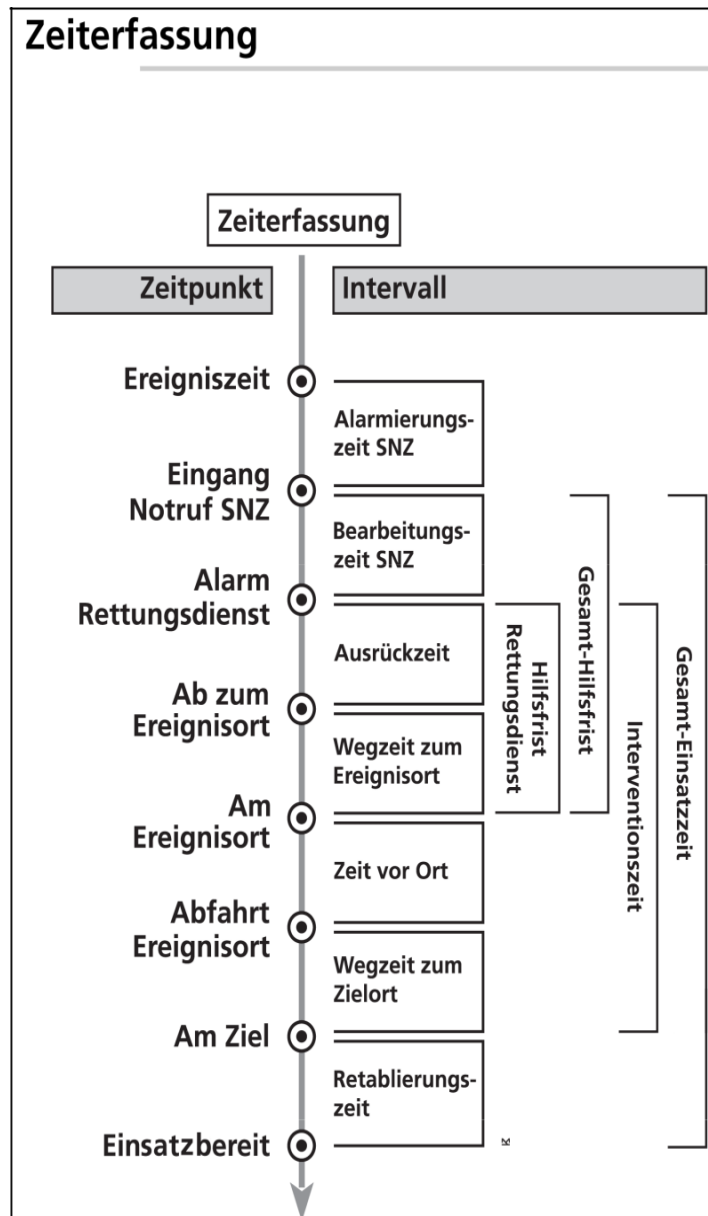 Zeiterfassung
Zeiterfassung
Zeitpunkt
Intervall
Ereigniszeit
Alarmierungs-
zeit SNZ
Eingang
Notruf SNZ
Bearbeitungs-
zeit SNZ
Alarm
Rettungsdienst
Ausrückzeit
Ab zum
Ereignisort
Wegzeit zum
Ereignisort
Am
Ereignisort
Zeit vor Ort
Abfahrt
Ereignisort
Wegzeit zum
Zielort
Am Ziel
Retablierungs-
zeit
Einsatzbereit
Hilfsfrist
Rettungsdienst
Gesamt-Hilfsfrist
Interventionszeit
Gesamt-Einsatzzeit